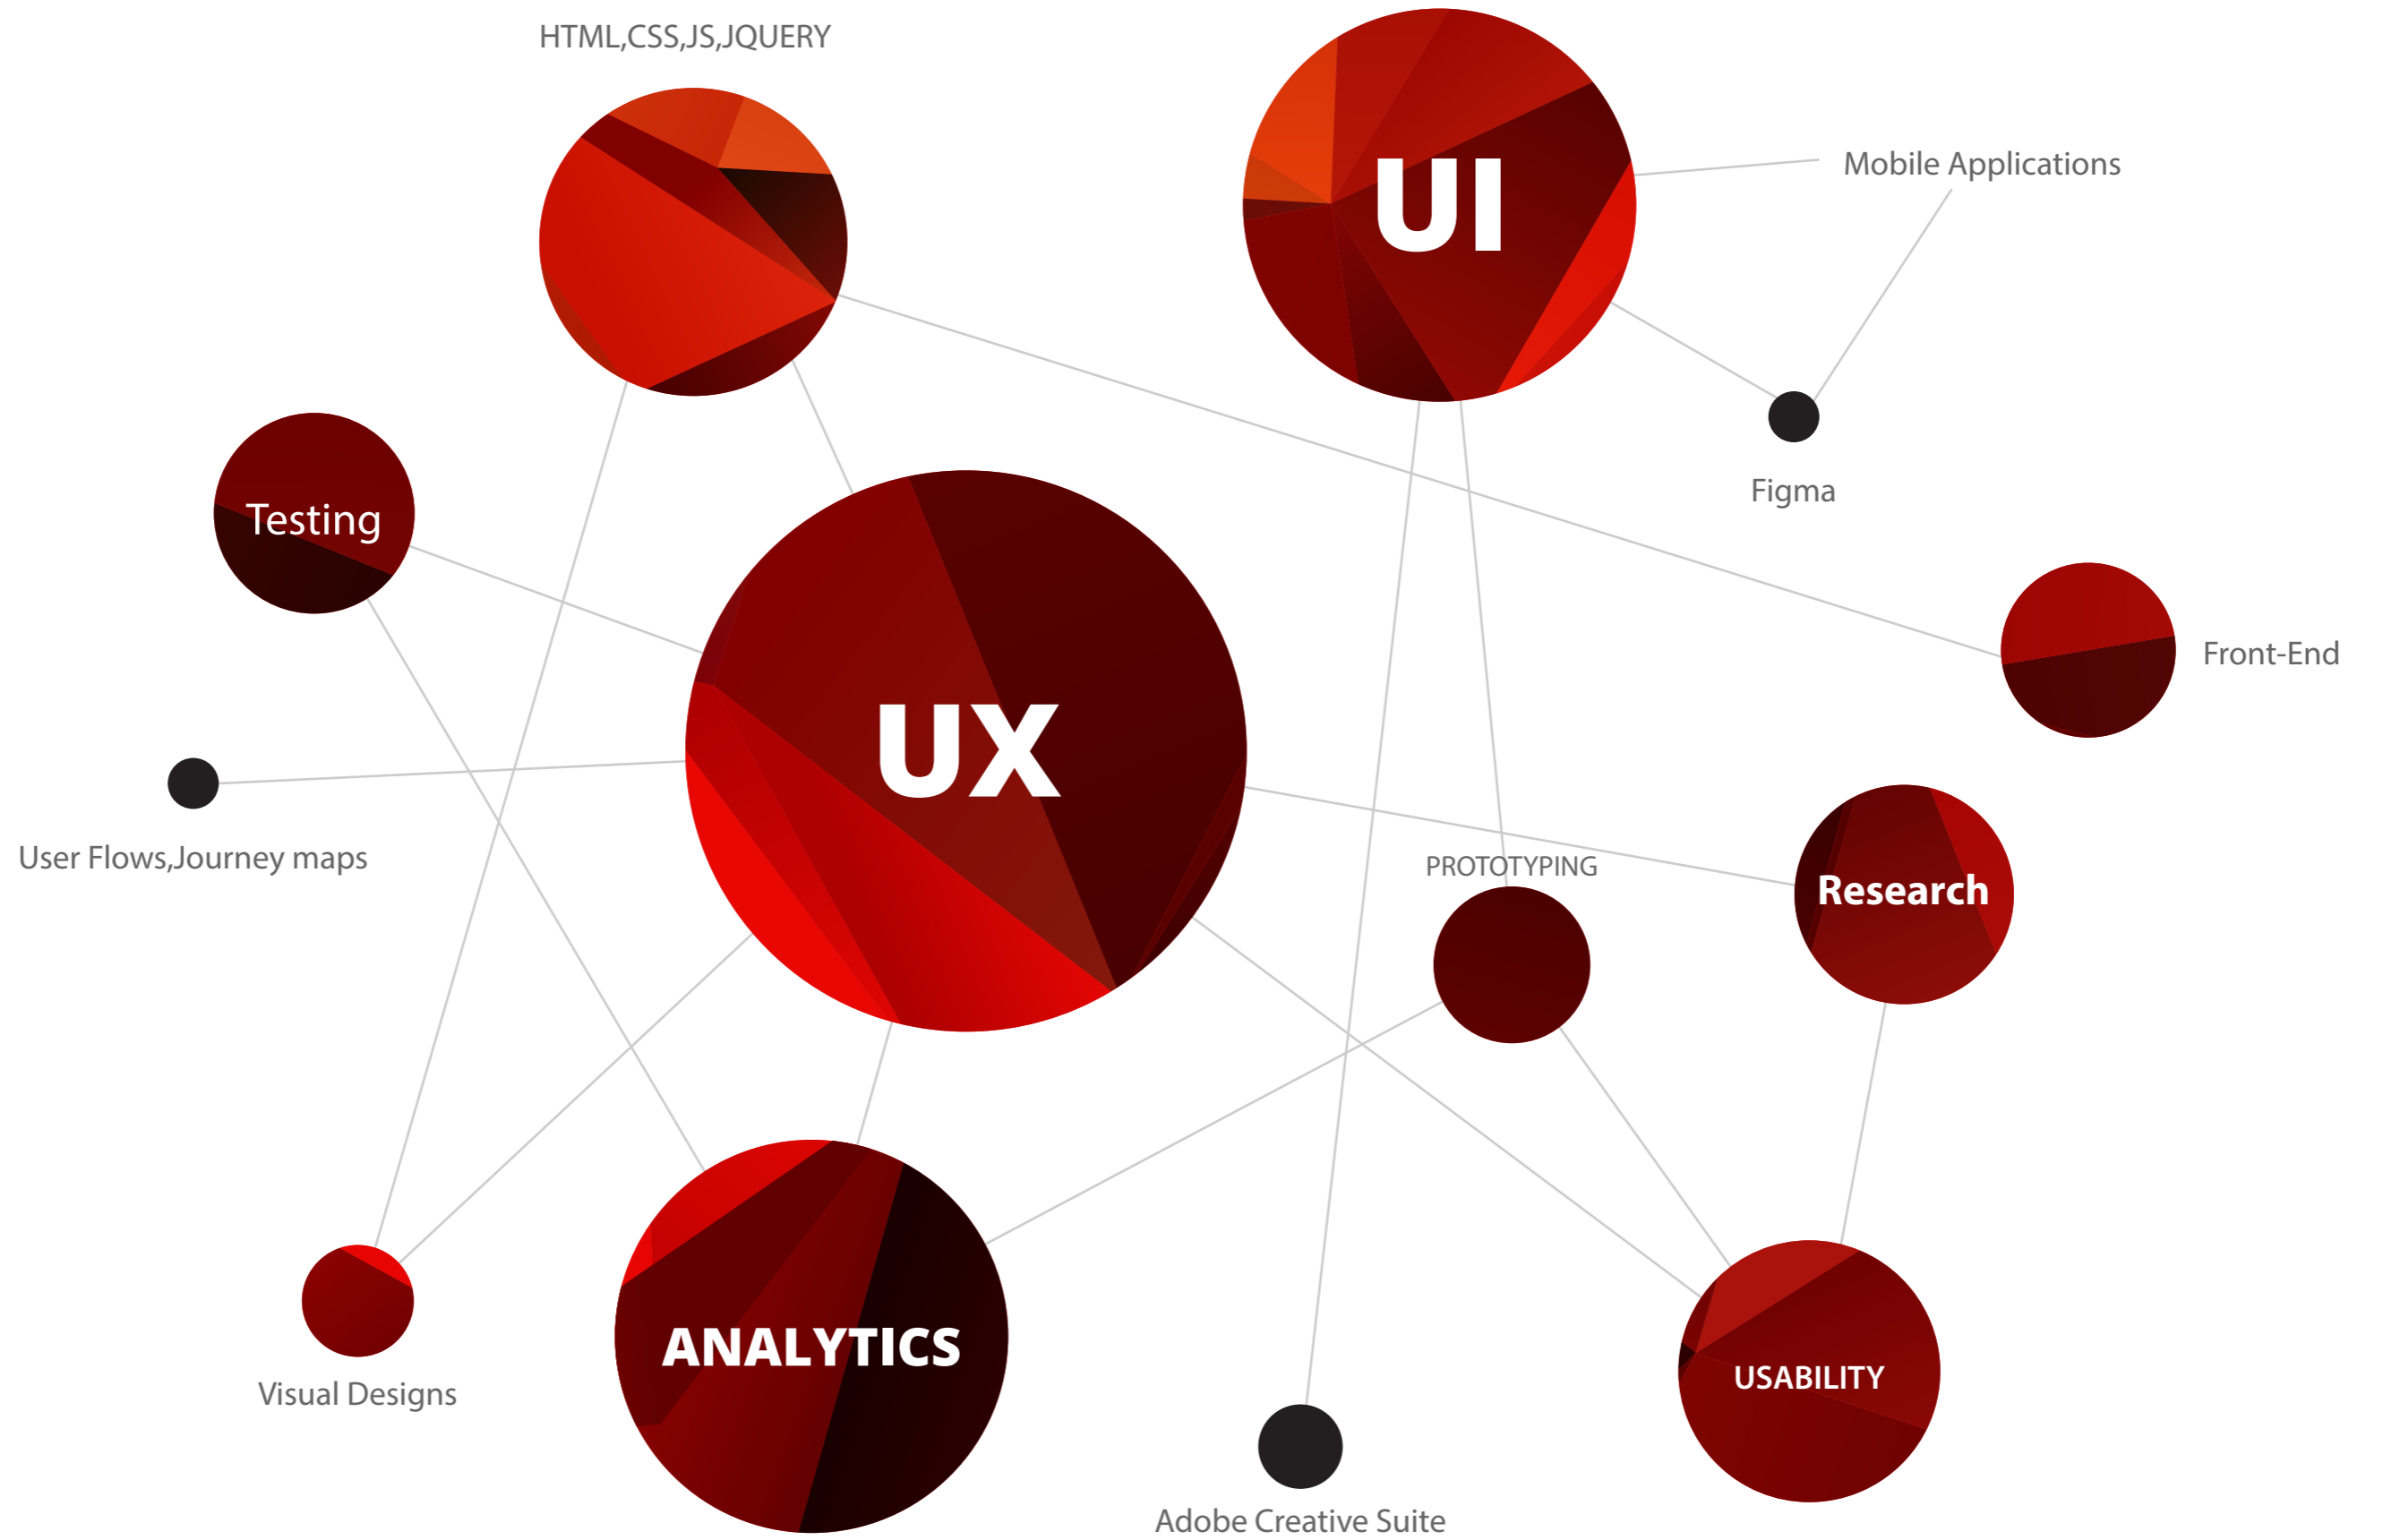 HTML,CSS,JS,JQUERY
UI
Mobile Applications
Figma
Testing
Front-End
UX
User Flows,Journey maps
PROTOTYPING
Research
ANALYTICS
USABILITY
Visual Designs
Adobe Creative Suite